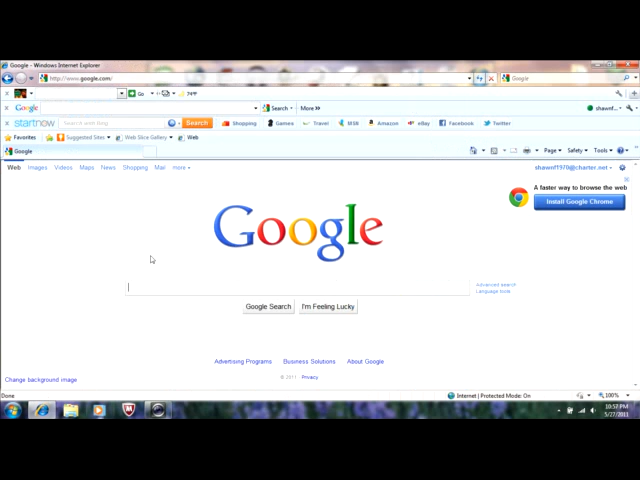 Google - Windows Internet Explorer
http://www.google.com/
Google
Go
74°F
Google
Search
More >>
shawnf...
startnow
Search
Shopping
Games
Travel
MSN
Amazon
eBay
Facebook
Twitter
Favorites
Suggested Sites
Web Slice Gallery
Web
Google
Page
Safety
Tools
Web Images Videos Maps News Shopping Mail more
shawnff1970@charter.net
A faster way to browse the web
Install Google Chrome
Google
Advanced search
Language tools
Google Search
I'm Feeling Lucky
Advertising Programs Business Solutions About Google
© 2011 - Privacy
Change background image
Done
Internet | Protected Mode: On
100%
10:57 PM
5/27/2011